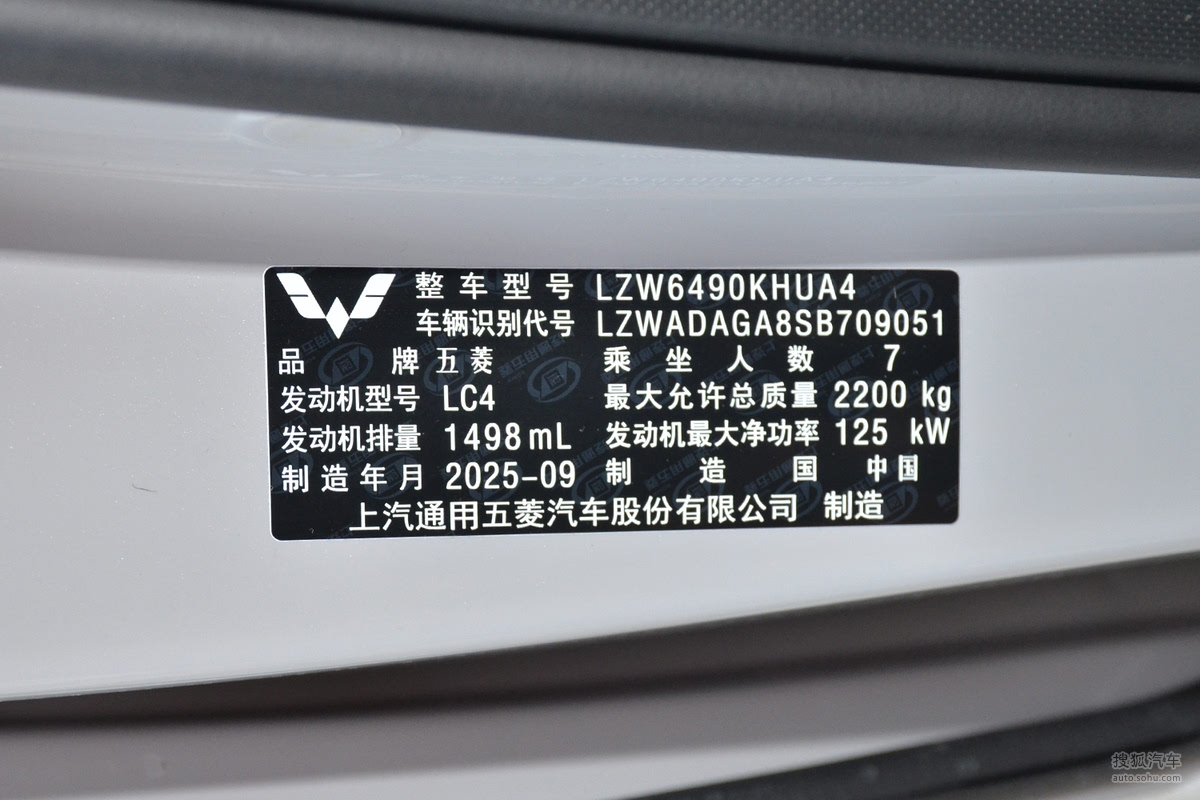 整车型号 LZW6490KHUA4
车辆识别代号 LZWADAGA8SB709051
品牌 五菱 乘坐人数 7
发动机型号 LC4 最大允许总质量 2200 kg
发动机排量 1498 mL 发动机最大净功率 125 kW
制造年月 2025-09 制造国 中国
上汽通用五菱汽车股份有限公司 制造
搜狐汽车
auto.sohu.com